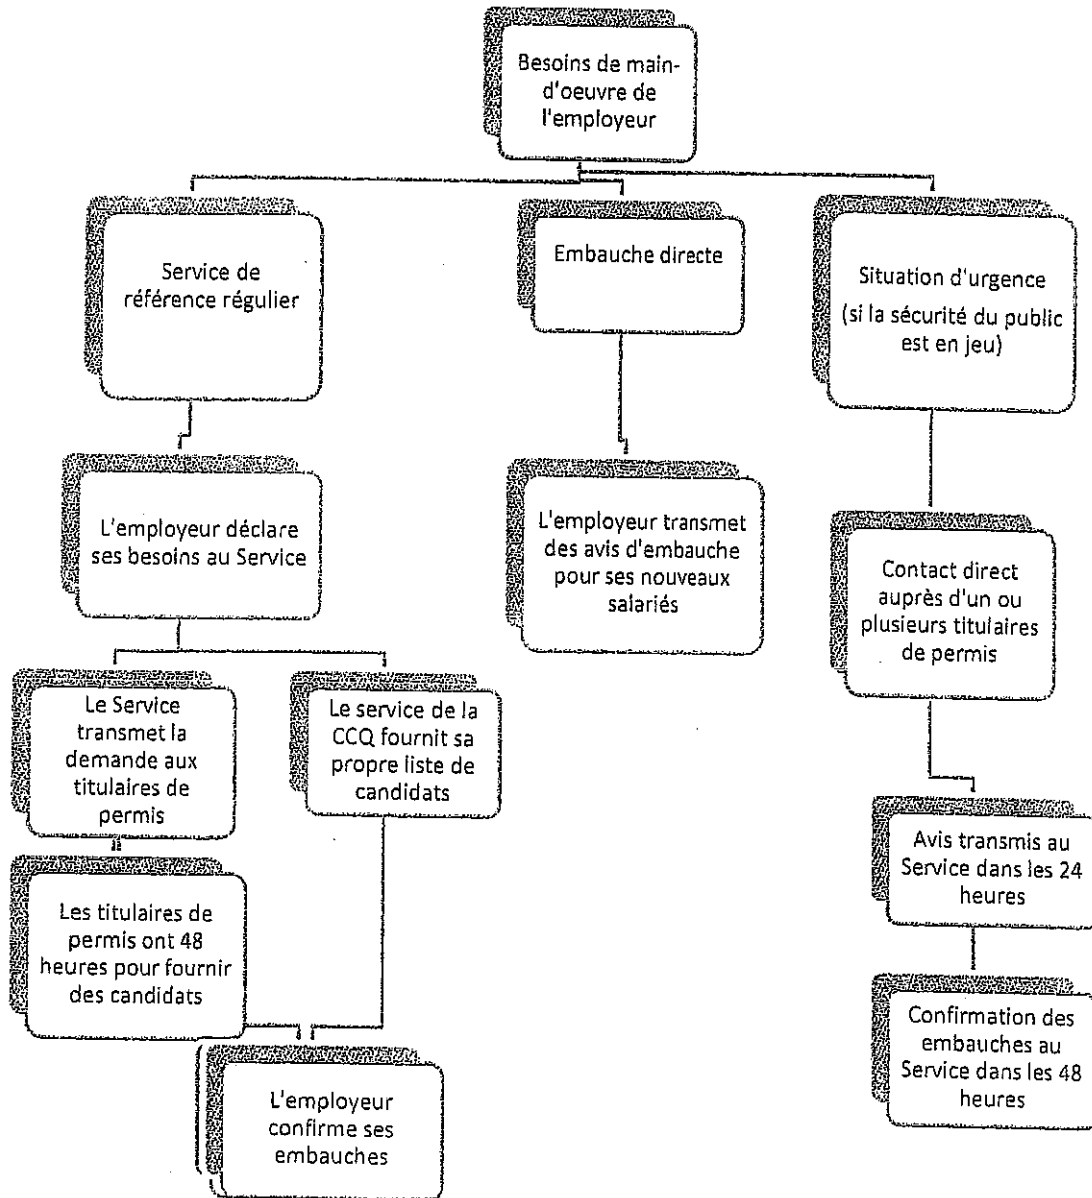 Besoins de main-
d'oeuvre de
l'employeur
Service de
référence régulier
Embauche directe
Situation d'urgence
(si la sécurité du public
est en jeu)
L'employeur déclare
ses besoins au Service
L'employeur transmet
des avis d'embauche
pour ses nouveaux
salariés
Contact direct
auprès d'un ou
plusieurs titulaires
de permis
Le Service
transmet la
demande aux
titulaires de
permis
Le service de la
CCQ fournit sa
propre liste de
candidats
Avis transmis au
Service dans les 24
heures
Les titulaires de
permis ont 48
heures pour fournir
des candidats
Confirmation des
embauches au
Service dans les 48
heures
L'employeur
confirme ses
embauches